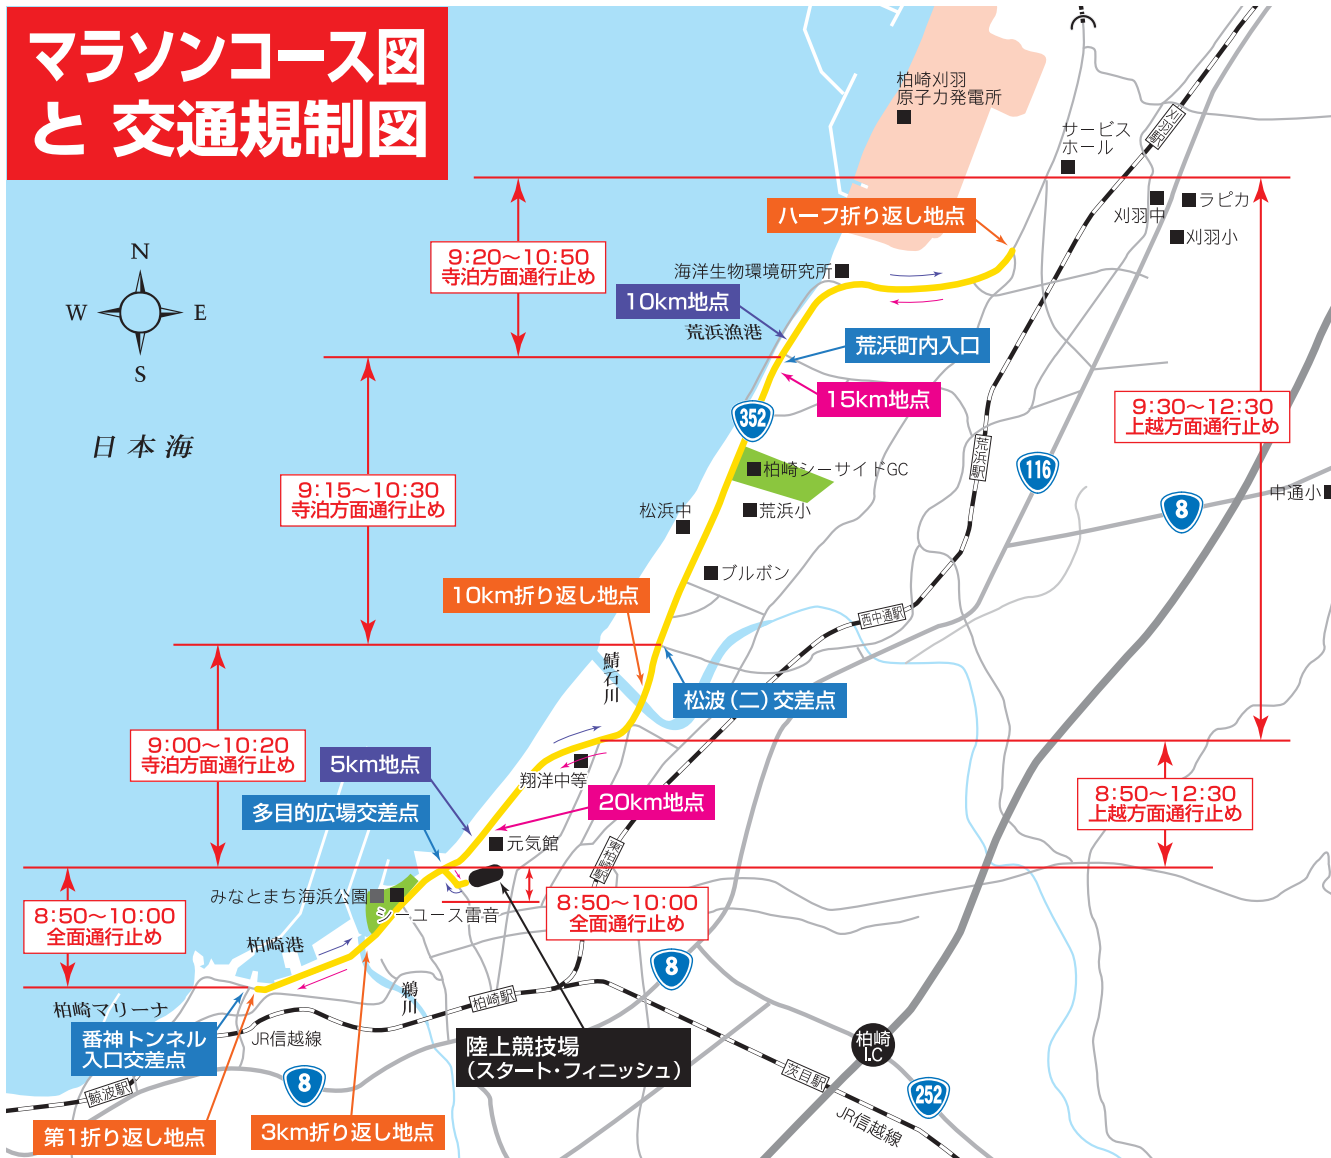 マラソンコース図
と 交通規制図
柏崎刈羽
原子力発電所
サービス
ホール
刈羽駅
ラピカ
刈羽中
刈羽小
ハーフ折り返し地点
9:20〜10:50
寺泊方面通行止め
海洋生物環境研究所
10km地点
荒浜漁港
荒浜町内入口
15km地点
N
W
E
S
日本海
352
9:30〜12:30
上越方面通行止め
荒浜駅
116
8
中通小
柏崎シーサイドGC
9:15〜10:30
寺泊方面通行止め
松浜中
荒浜小
ブルボン
10km折り返し地点
西中通駅
鯖石川
松波(二)交差点
9:00〜10:20
寺泊方面通行止め
5km地点
翔洋中等
20km地点
8:50〜12:30
上越方面通行止め
多目的広場交差点
元気館
東柏崎駅
みなとまち海浜公園
シーユース雷音
8:50〜10:00
全面通行止め
8:50〜10:00
全面通行止め
柏崎港
8
鵜川
柏崎駅
柏崎マリーナ
番神トンネル
入口交差点
JR信越線
陸上競技場
(スタート・フィニッシュ)
柏崎
I.C
8
鯨波駅
茨目駅
252
JR信越線
第1折り返し地点
3km折り返し地点